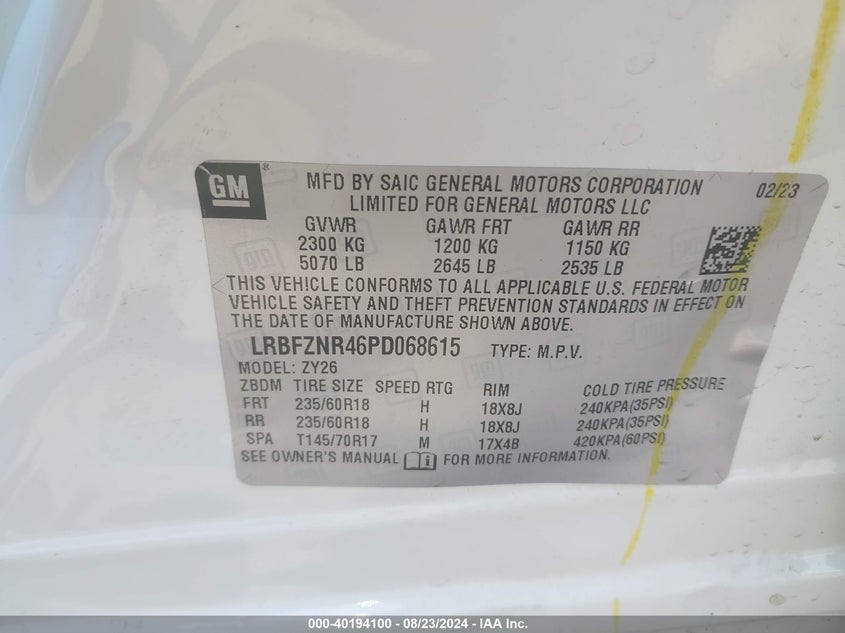 GM
MFD BY SAIC GENERAL MOTORS CORPORATION 02/23
LIMITED FOR GENERAL MOTORS LLC
GVWR GAWR FRT GAWR RR
2300 KG 1200 KG 1150 KG
5070 LB 2645 LB 2535 LB
THIS VEHICLE CONFORMS TO ALL APPLICABLE U.S. FEDERAL MOTOR
VEHICLE SAFETY AND THEFT PREVENTION STANDARDS IN EFFECT ON
THE DATE OF MANUFACTURE SHOWN ABOVE.
LRBFZNR46PD068615 TYPE: M.P.V.
MODEL: ZY26
ZBDM TIRE SIZE SPEED RTG RIM COLD TIRE PRESSURE
FRT 235/60R18 H 18X8J 240KPA(35PSI)
RR 235/60R18 H 18X8J 240KPA(35PSI)
SPA T145/70R17 M 17X4B 420KPA(60PSI)
SEE OWNER'S MANUAL FOR MORE INFORMATION.
000-40194100 - 08/23/2024 - IAA Inc.